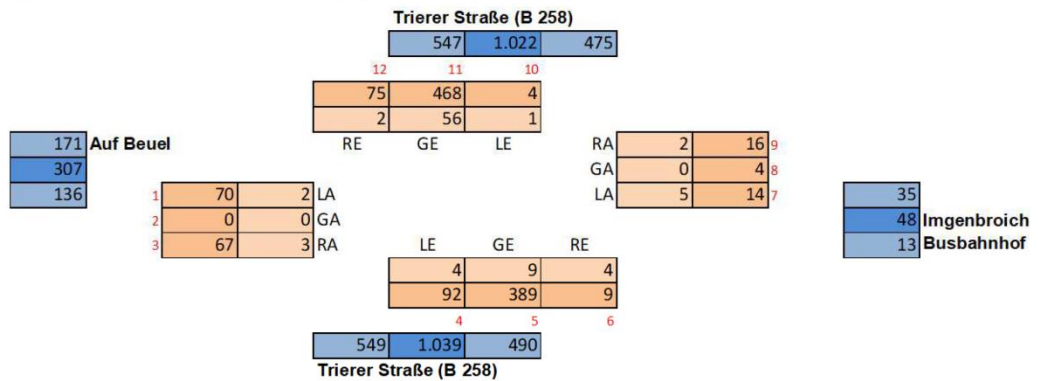 Trierer Straße (B 258)
547 1.022 475
12 11 10
75 468 4
2 56 1
RE GE LE
171 Auf Beuel
307
136
RA 2 16 9
GA 0 4 8
LA 5 14 7
1 70 2 LA
2 0 0 GA
3 67 3 RA
35
48 Imgenbroich
13 Busbahnhof
LE GE RE
4 9 4
92 389 9
4 5 6
549 1.039 490
Trierer Straße (B 258)